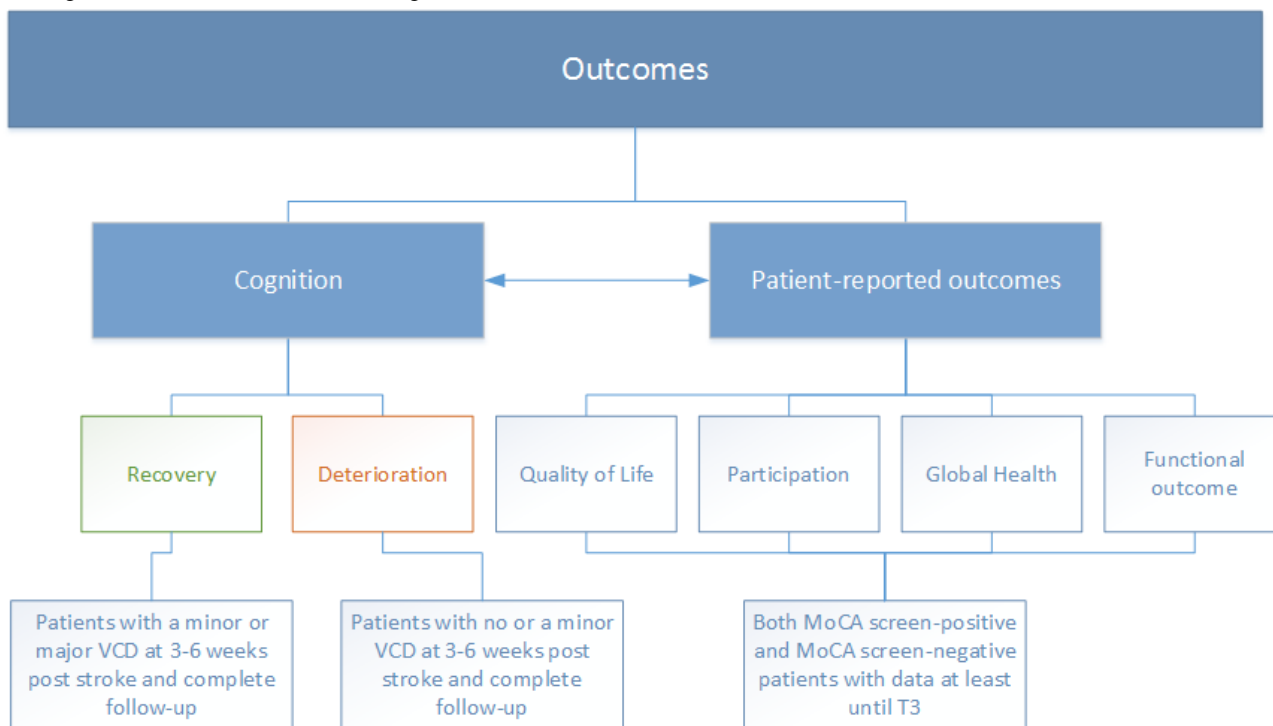 Outcomes
Cognition
Patient-reported outcomes
Recovery
Deterioration
Quality of Life
Participation
Global Health
Functional
outcome
Patients with a minor or
major VCD at 3-6 weeks
post stroke and complete
follow-up
Patients with no or a minor
VCD at 3-6 weeks post
stroke and complete
follow-up
Both MoCA screen-positive
and MoCA screen-negative
patients with data at least
until T3